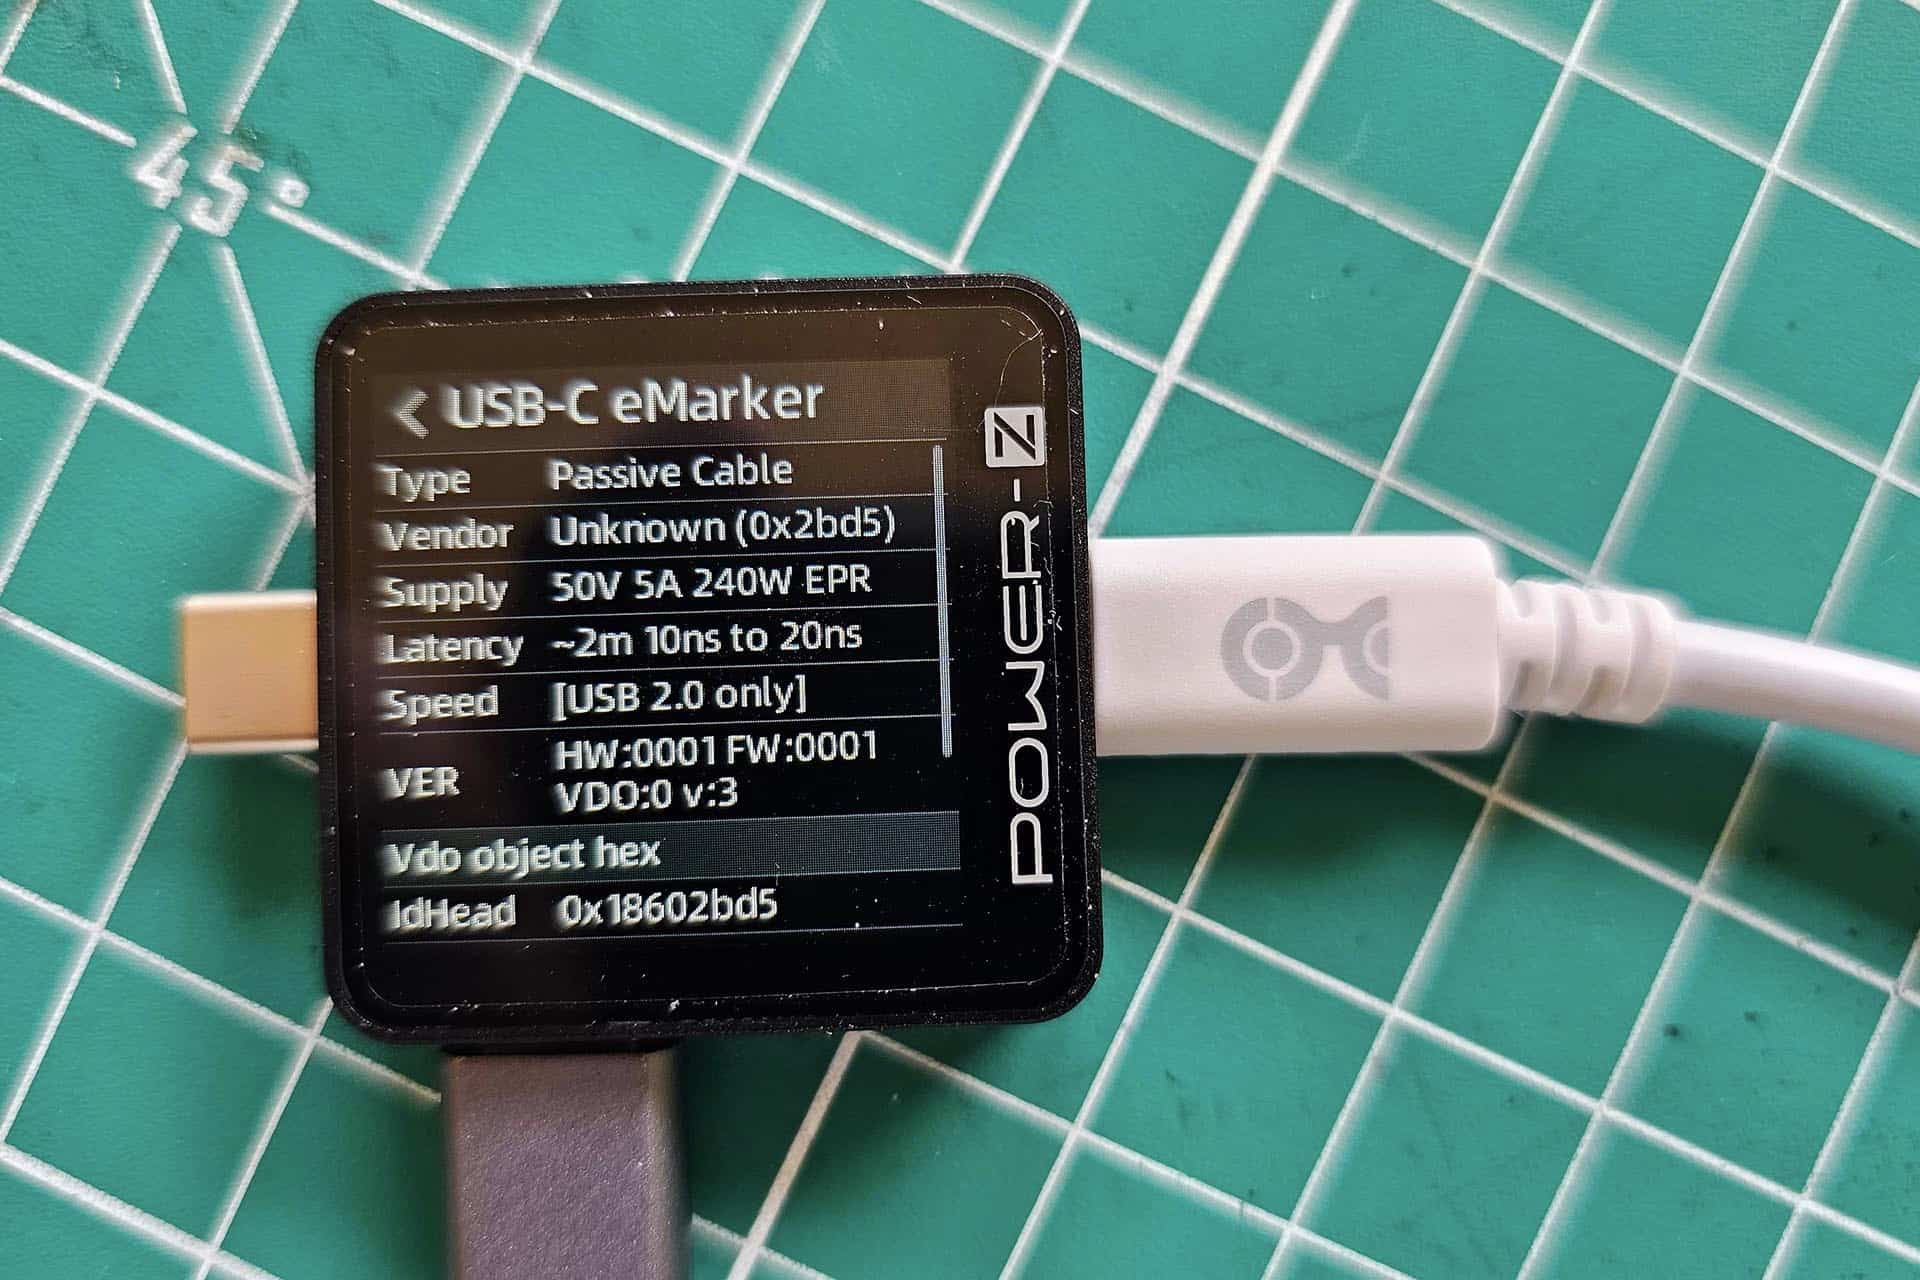 45°
< USB-C eMarker
Type Passive Cable
Vendor Unknown (0x2bd5)
Supply 50V 5A 240W EPR
Latency ~2m 10ns to 20ns
Speed [USB 2.0 only]
VER HW:0001 FW:0001
VDO:0 v:3
Vdo object hex
IdHead 0x18602bd5
POWER-Z